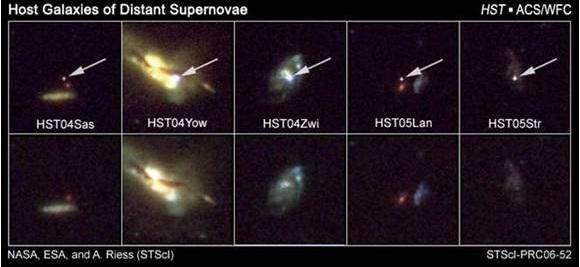 Host Galaxies of Distant Supernovae
HST ▪ ACS/WFC
HST04Sas
HST04Yow
HST04Zwi
HST05Lan
HST05Str
NASA, ESA, and A. Riess (STScI)
STScI-PRC06-52